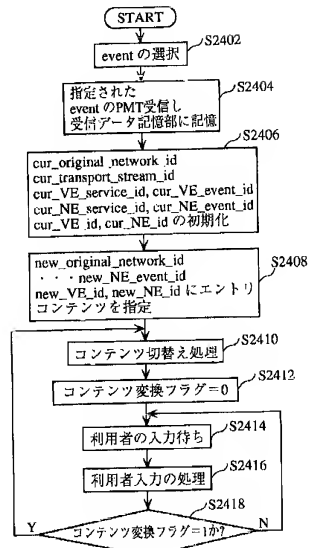 START
S2402
eventの選択
S2404
指定された
eventのPMT受信し
受信データ記憶部に記憶
S2406
cur_original_network_id
cur_transport_stream_id
cur_VE_service_id, cur_VE_event_id
cur_NE_service_id, cur_NE_event_id
cur_VE_id, cur_NE_idの初期化
S2408
new_original_network_id
・・・new_NE_event_id
new_VE_id, new_NE_idにエントリ
コンテンツを指定
S2410
コンテンツ切替え処理
S2412
コンテンツ変換フラグ=0
S2414
利用者の入力待ち
S2416
利用者入力の処理
S2418
Y
コンテンツ変換フラグ=1か?
N